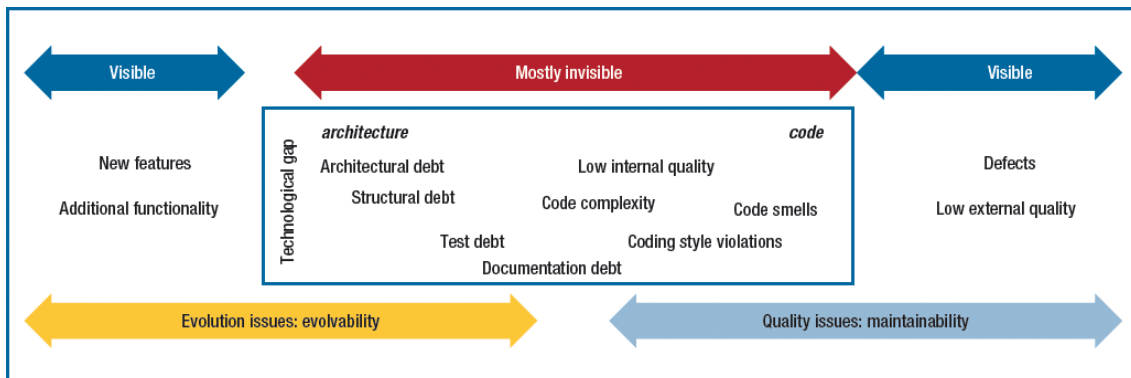 Visible
Mostly invisible
Visible
New features
Additional functionality
Technological gap
architecture
code
Architectural debt
Low internal quality
Structural debt
Code complexity
Code smells
Test debt
Coding style violations
Documentation debt
Defects
Low external quality
Evolution issues: evolvability
Quality issues: maintainability